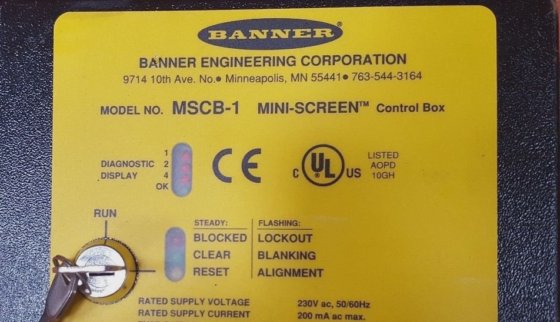 BANNER
BANNER ENGINEERING CORPORATION
9714 10th Ave. No.● Minneapolis, MN 55441● 763-544-3164
MODEL NO. MSCB-1 MINI-SCREEN™ Control Box
DIAGNOSTIC DISPLAY
1
2
4
OK
CE
C UL US
LISTED
AOPD
10GH
RUN
STEADY: FLASHING:
BLOCKED LOCKOUT
CLEAR BLANKING
RESET ALIGNMENT
RATED SUPPLY VOLTAGE 230V ac, 50/60Hz
RATED SUPPLY CURRENT 200 mA ac max.